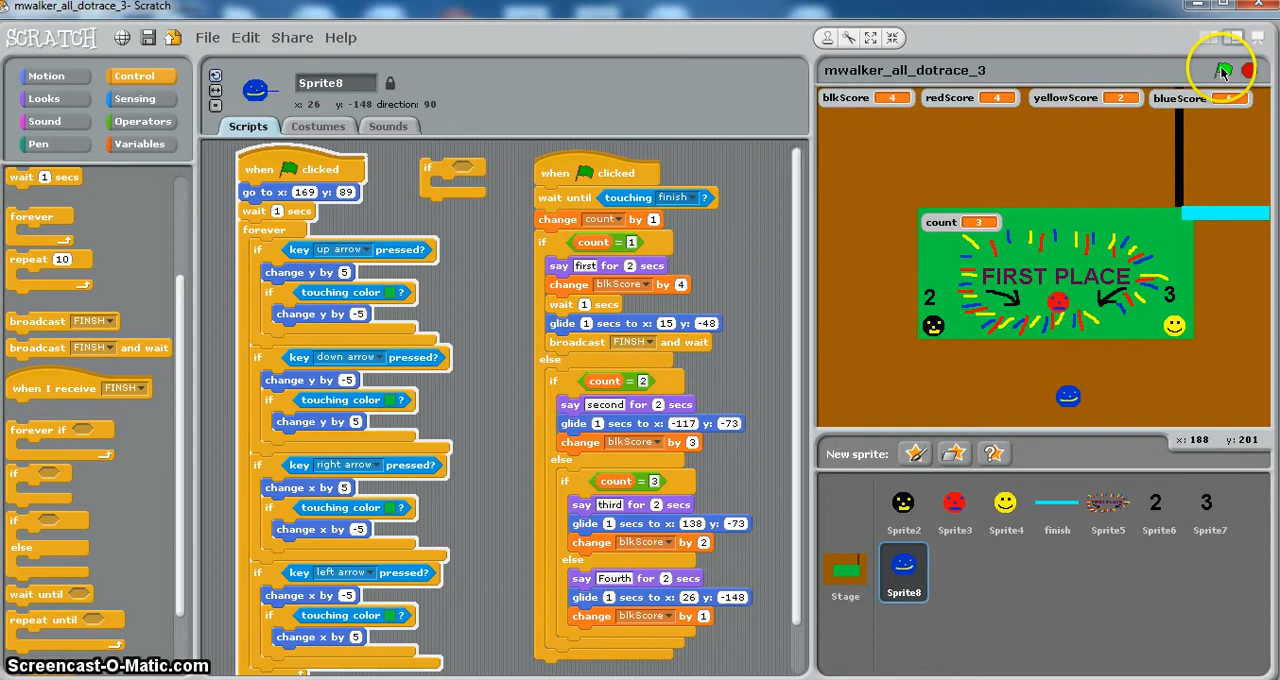 mwalker_all_dotrace_3- Scratch
SCRATCH File Edit Share Help
Motion Control
Looks Sensing
Sound Operators
Pen Variables
wait 1 secs
forever
repeat 10
broadcast FINSH
broadcast FINSH and wait
when I receive FINSH
forever if
if
if
else
wait until
repeat until
Sprite8
x: 26 y: -148 direction: 90
Scripts Costumes Sounds
when clicked
go to x: 169 y: 89
wait 1 secs
forever
if key up arrow pressed?
change y by 5
if touching color ?
change y by -5
if key down arrow pressed?
change y by -5
if touching color ?
change y by 5
if key right arrow pressed?
change x by 5
if touching color ?
change x by -5
if key left arrow pressed?
change x by -5
if touching color ?
change x by 5
if
when clicked
wait until touching finish ?
change count by 1
if count = 1
say first for 2 secs
change blkScore by 4
wait 1 secs
glide 1 secs to x: 15 y: -48
broadcast FINSH and wait
else
if count = 2
say second for 2 secs
glide 1 secs to x: -117 y: -73
change blkScore by 3
else
if count = 3
say third for 2 secs
glide 1 secs to x: 138 y: -73
change blkScore by 2
else
say Fourth for 2 secs
glide 1 secs to x: 26 y: -148
change blkScore by 1
mwalker_all_dotrace_3
blkScore 4 redScore 4 yellowScore 2 blueScore
count 3
FIRST PLACE
2 3
x: 188 y: 201
New sprite:
2 3
Sprite2 Sprite3 Sprite4 finish Sprite5 Sprite6 Sprite7
Stage Sprite8
Screencast-O-Matic.com